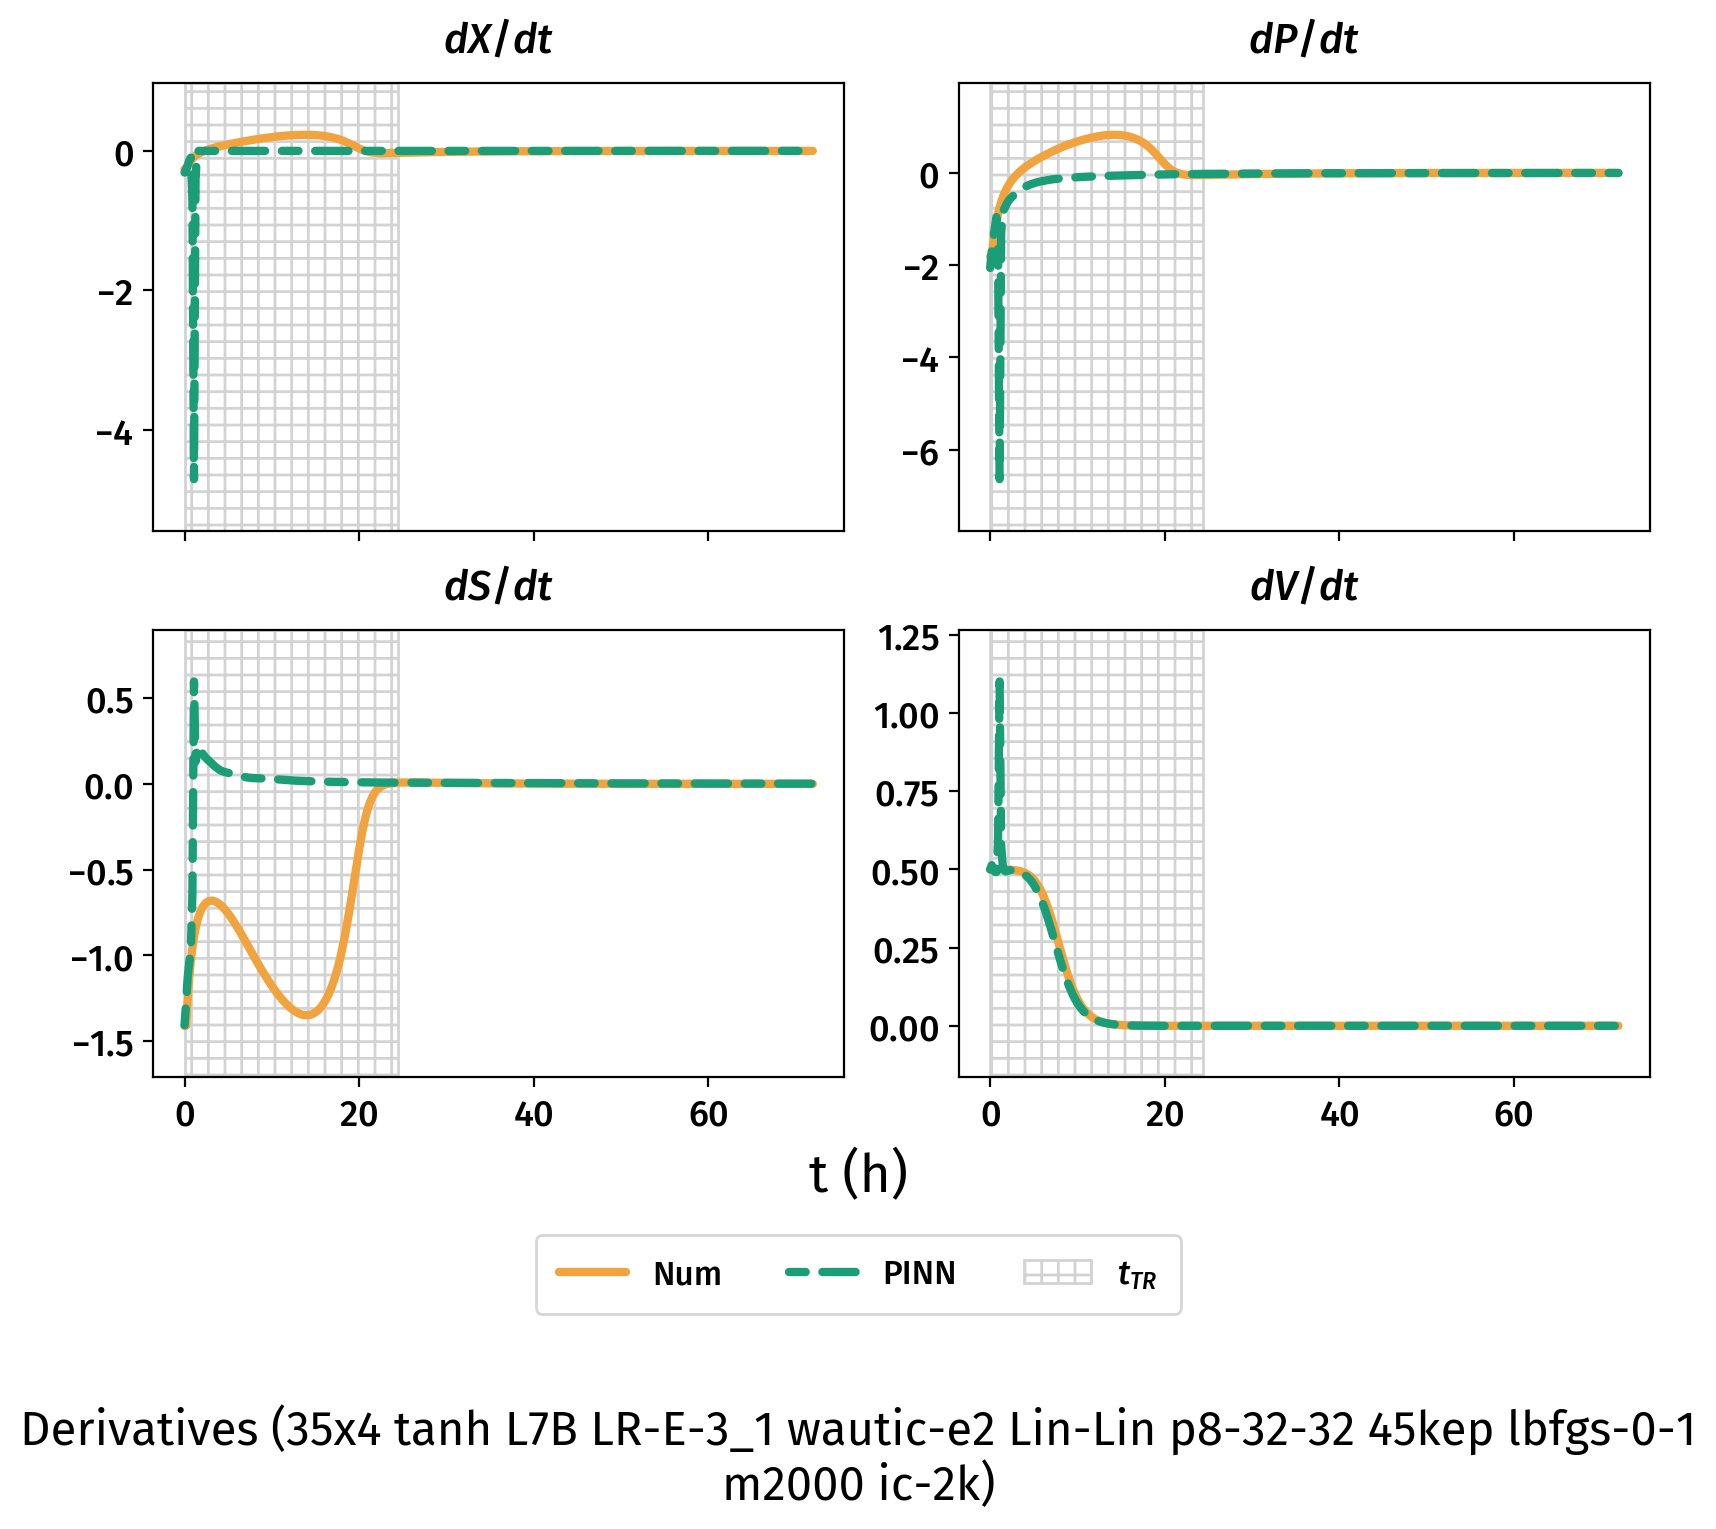 dX/dt
dP/dt
0
−2
−4
0
−2
−4
−6
dS/dt
dV/dt
0.5
0.0
−0.5
−1.0
−1.5
1.25
1.00
0.75
0.50
0.25
0.00
0 20 40 60
0 20 40 60
t (h)
Num PINN tTR
Derivatives (35x4 tanh L7B LR-E-3_1 wautic-e2 Lin-Lin p8-32-32 45kep lbfgs-0-1
m2000 ic-2k)